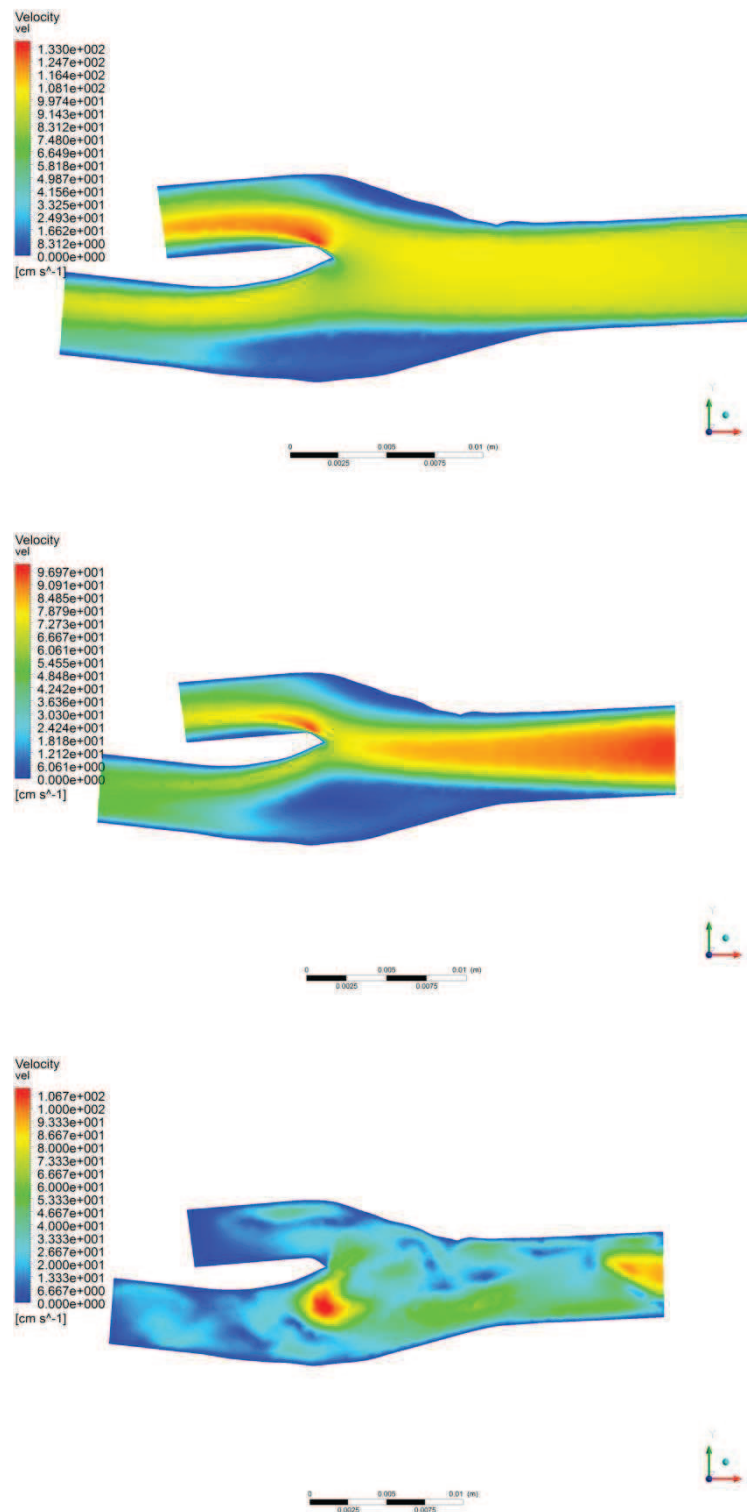 Velocity
vel
1.330e+002
1.247e+002
1.164e+002
1.081e+002
9.974e+001
9.143e+001
8.312e+001
7.480e+001
6.649e+001
5.818e+001
4.987e+001
4.156e+001
3.325e+001
2.493e+001
1.662e+001
8.312e+000
0.000e+000
[cm s^-1]
0 0.005 0.01 (m)
0.0025 0.0075
Velocity
vel
9.697e+001
9.091e+001
8.485e+001
7.879e+001
7.273e+001
6.667e+001
6.061e+001
5.455e+001
4.848e+001
4.242e+001
3.636e+001
3.030e+001
2.424e+001
1.818e+001
1.212e+001
6.061e+000
0.000e+000
[cm s^-1]
0 0.005 0.01 (m)
0.0025 0.0075
Velocity
vel
1.067e+002
1.000e+002
9.333e+001
8.667e+001
8.000e+001
7.333e+001
6.667e+001
6.000e+001
5.333e+001
4.667e+001
4.000e+001
3.333e+001
2.667e+001
2.000e+001
1.333e+001
6.667e+000
0.000e+000
[cm s^-1]
0 0.005 0.01 (m)
0.0025 0.0075